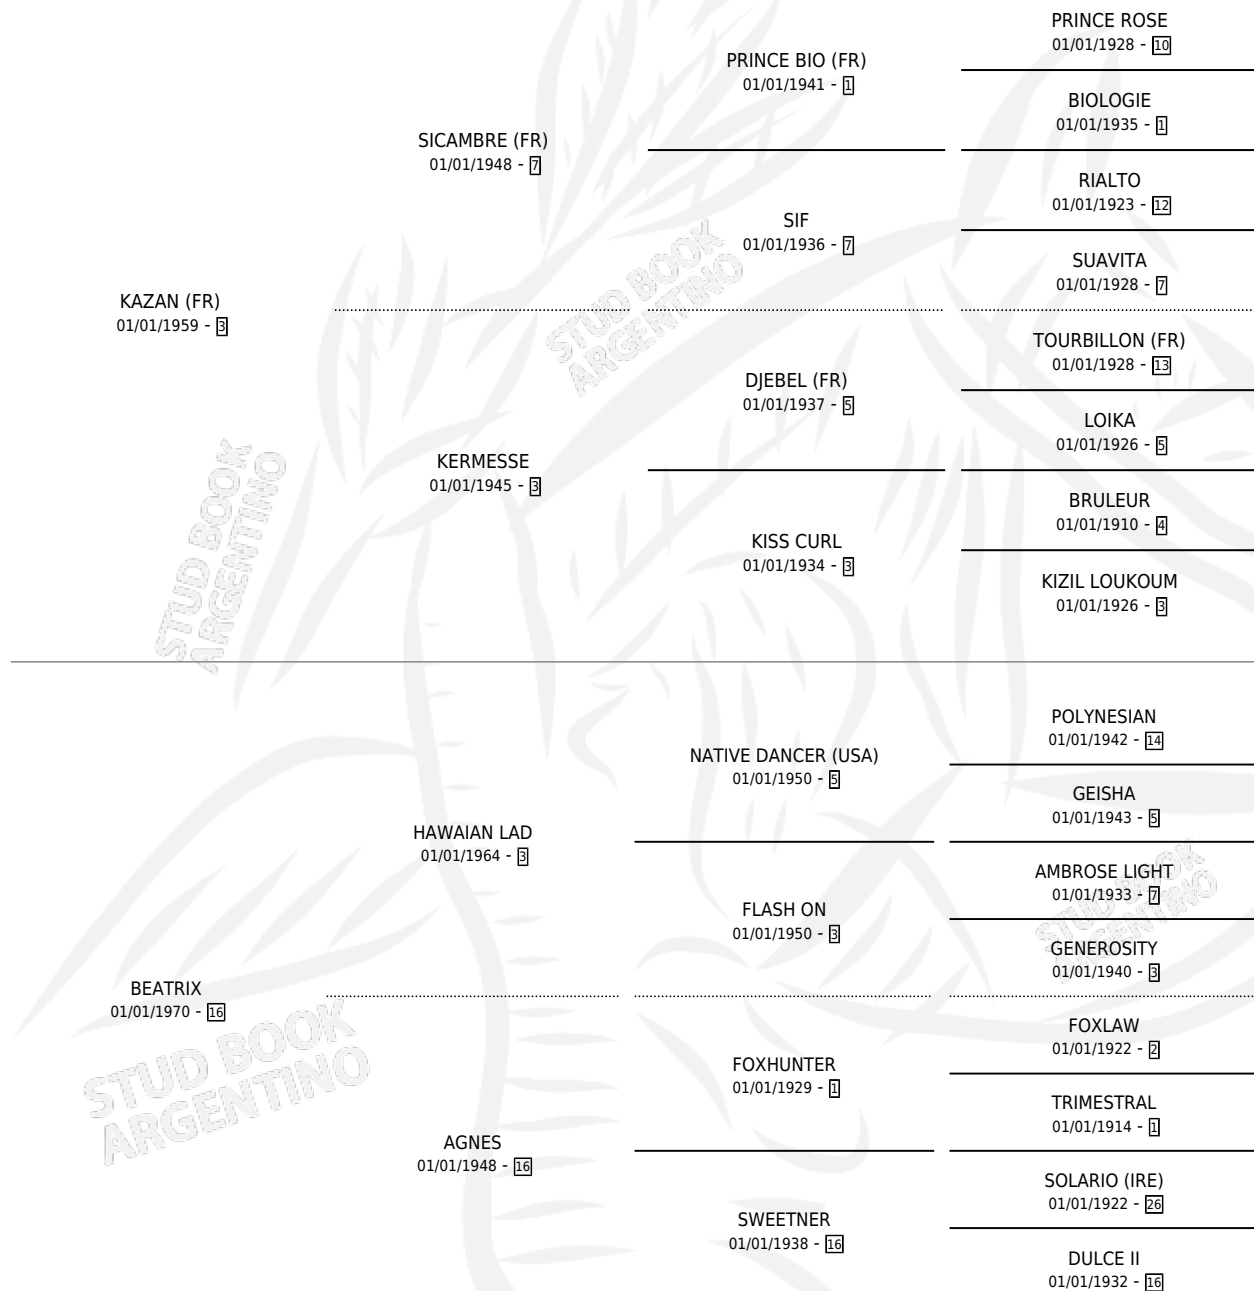 PRINCE ROSE
01/01/1928 - 10
PRINCE BIO (FR)
01/01/1941 - 1
BIOLOGIE
01/01/1935 - 1
SICAMBRE (FR)
01/01/1948 - 7
RIALTO
01/01/1923 - 12
SIF
01/01/1936 - 7
SUAVITA
01/01/1928 - 7
KAZAN (FR)
01/01/1959 - 3
TOURBILLON (FR)
01/01/1928 - 13
DJEBEL (FR)
01/01/1937 - 5
LOIKA
01/01/1926 - 5
KERMESSE
01/01/1945 - 3
BRULEUR
01/01/1910 - 4
KISS CURL
01/01/1934 - 3
KIZIL LOUKOUM
01/01/1926 - 3
STUD BOOK
ARGENTINO
STUD BOOK
ARGENTINO
POLYNESIAN
01/01/1942 - 14
NATIVE DANCER (USA)
01/01/1950 - 5
GEISHA
01/01/1943 - 5
HAWAIAN LAD
01/01/1964 - 3
AMBROSE LIGHT
01/01/1933 - 7
FLASH ON
01/01/1950 - 3
GENEROSITY
01/01/1940 - 3
STUD BOOK
ARGENTINO
BEATRIX
01/01/1970 - 16
FOXLAW
01/01/1922 - 2
FOXHUNTER
01/01/1929 - 1
TRIMESTRAL
01/01/1914 - 1
STUD BOOK
ARGENTINO
AGNES
01/01/1948 - 16
SOLARIO (IRE)
01/01/1922 - 26
SWEETNER
01/01/1938 - 16
DULCE II
01/01/1932 - 16